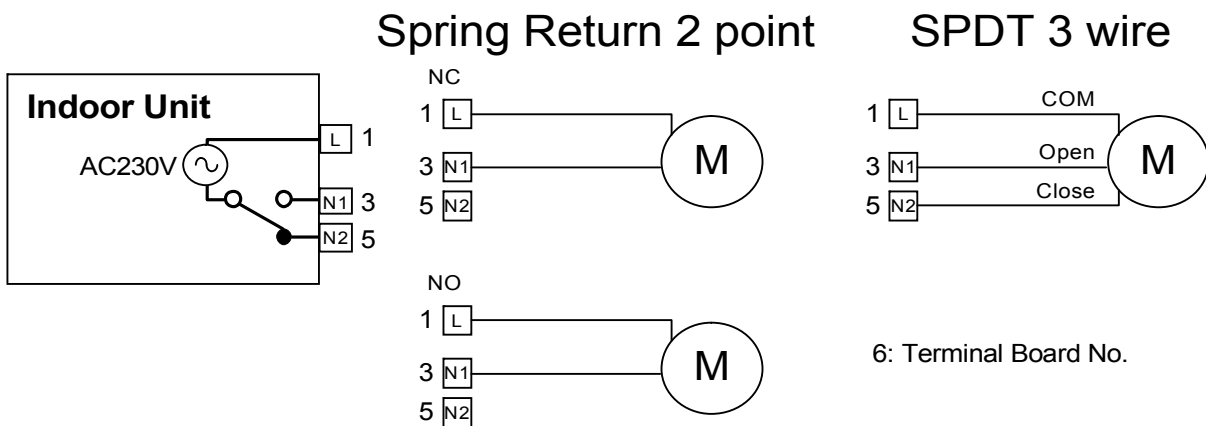 Spring Return 2 point
SPDT 3 wire
Indoor Unit
AC230V
L 1
N1 3
N2 5
NC
1 L
3 N1
5 N2
M
NO
1 L
3 N1
5 N2
M
1 L COM
3 N1 Open
5 N2 Close
M
6: Terminal Board No.